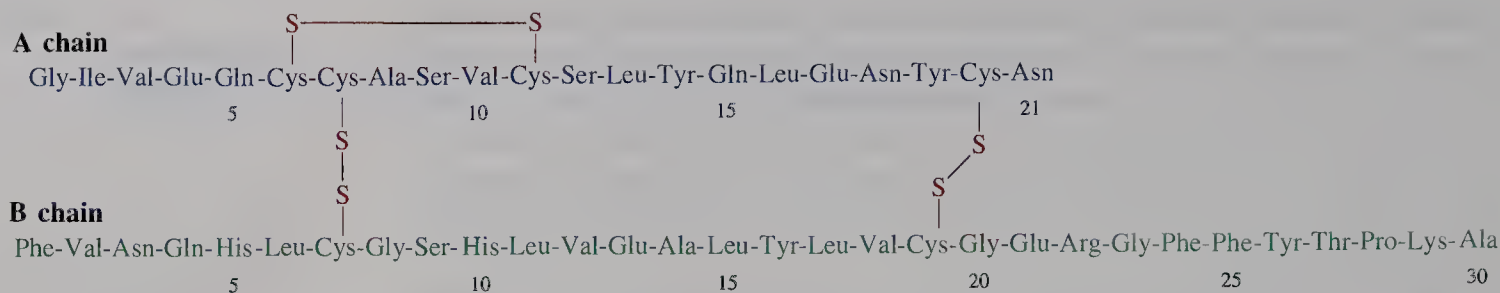 S S
A chain
Gly-Ile-Val-Glu-Gln-Cys-Cys-Ala-Ser-Val-Cys-Ser-Leu-Tyr-Gln-Leu-Glu-Asn-Tyr-Cys-Asn
5 10 15 21
S S
S S
B chain
Phe-Val-Asn-Gln-His-Leu-Cys-Gly-Ser-His-Leu-Val-Glu-Ala-Leu-Tyr-Leu-Val-Cys-Gly-Glu-Arg-Gly-Phe-Phe-Tyr-Thr-Pro-Lys-Ala
5 10 15 20 25 30